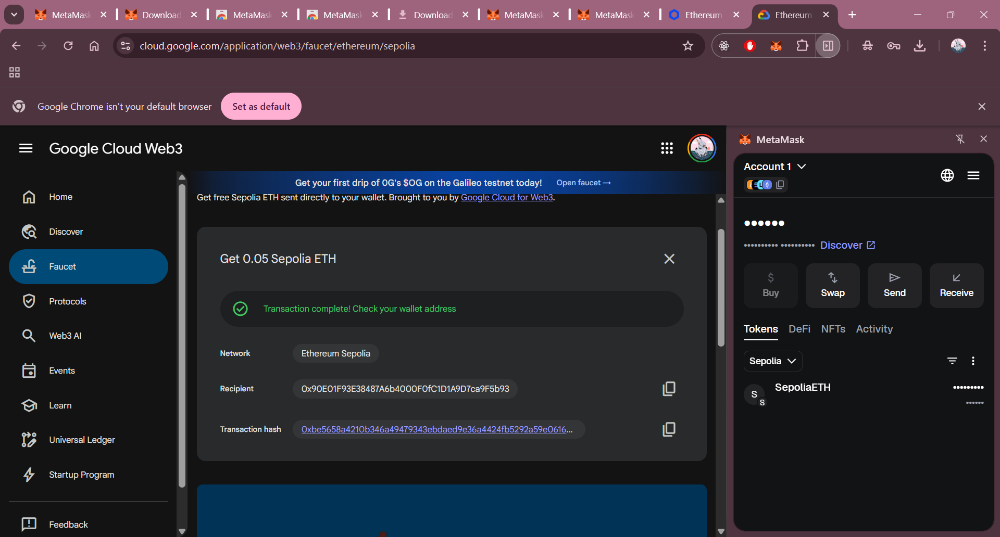 MetaMask
Download
MetaMask
MetaMask
Download
MetaMask
MetaMask
Ethereum
Ethereum
cloud.google.com/application/web3/faucet/ethereum/sepolia
Google Chrome isn't your default browser
Set as default
Google Cloud Web3
Home
Discover
Faucet
Protocols
Web3 AI
Events
Learn
Universal Ledger
Startup Program
Feedback
Get your first drip of 0G's $OG on the Galileo testnet today! Open faucet →
Get free Sepolia ETH sent directly to your wallet. Brought to you by Google Cloud for Web3.
Get 0.05 Sepolia ETH
Transaction complete! Check your wallet address
Network Ethereum Sepolia
Recipient 0x90E01F93E38487A6b4000F0fC1D1A9D7ca9F5b93
Transaction hash 0xbe5658a4210b346a49479343ebdaed9e36a4424fb5292a59e0616...
MetaMask
Account 1
••••••
•••••••••• •••••••••• Discover
$
Buy
Swap
Send
Receive
Tokens DeFi NFTs Activity
Sepolia
S
S
SepoliaETH •••••••••
••••••